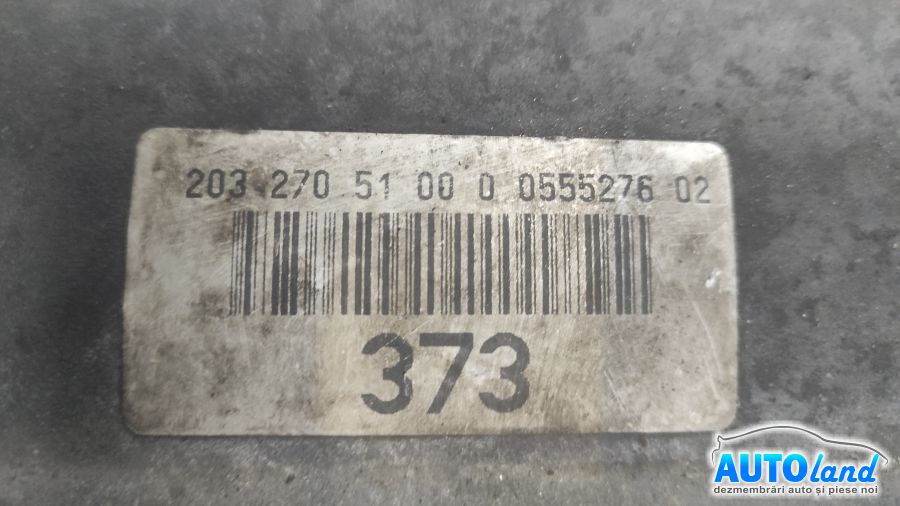 203 270 51 00 0 0555276 02
373
AUTOland
dezmembrări auto și piese noi